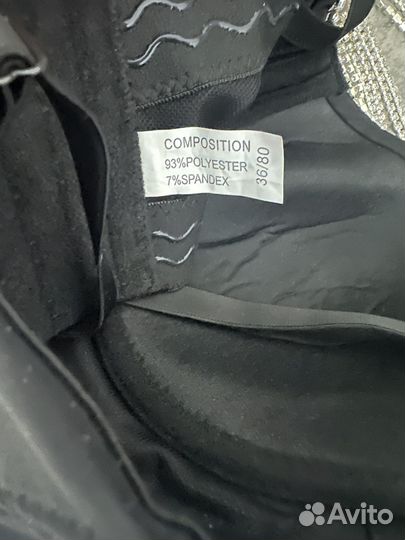 COMPOSITION
93%POLYESTER
7%SPANDEX
36/80
Avito